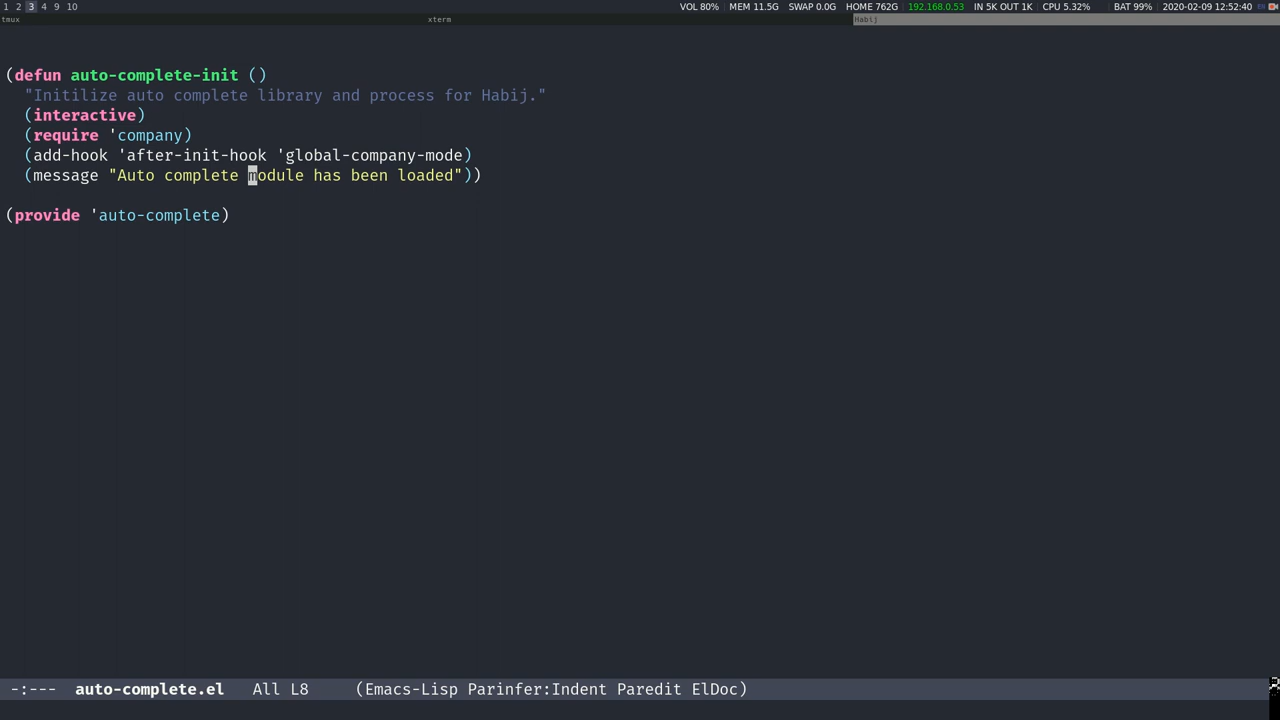 1 2 3 4 9 10 VOL 80% MEM 11.5G SWAP 0.0G HOME 762G 192.168.0.53 IN 5K OUT 1K CPU 5.32% BAT 99% 2020-02-09 12:52:40
tmux xterm Habij
(defun auto-complete-init ()
"Initilize auto complete library and process for Habij."
(interactive)
(require 'company)
(add-hook 'after-init-hook 'global-company-mode)
(message "Auto complete module has been loaded"))
(provide 'auto-complete)
-:--- auto-complete.el All L8 (Emacs-Lisp Parinfer:Indent Paredit ElDoc)